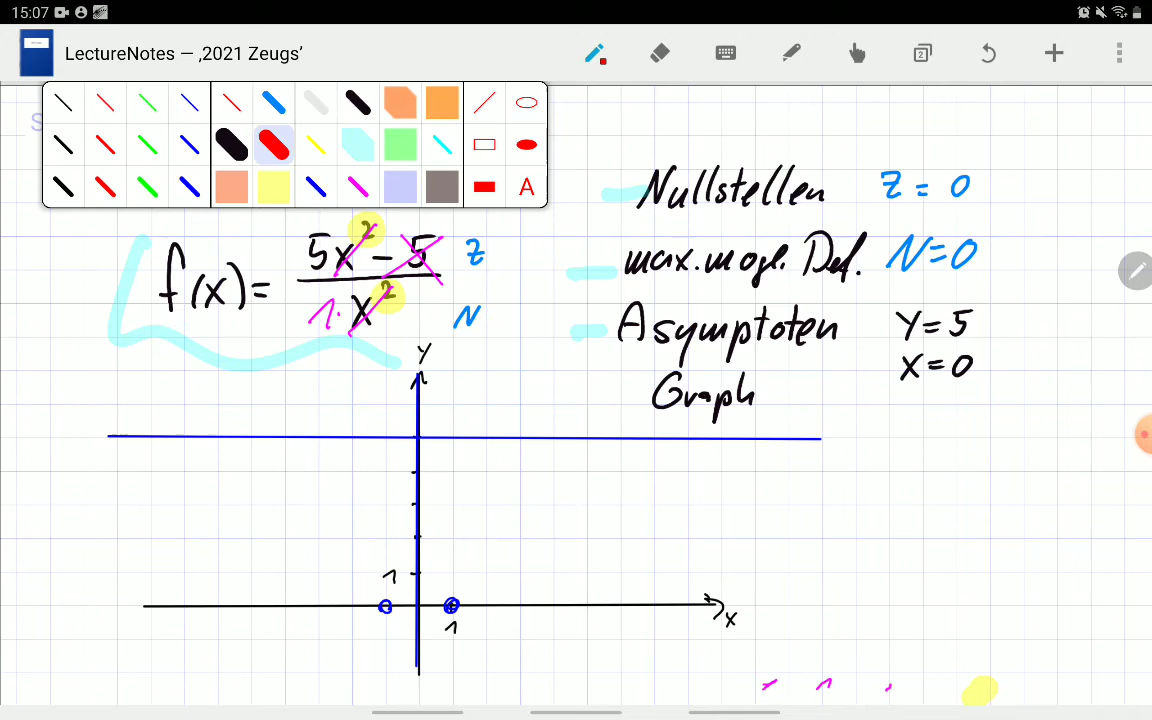 15:07
LectureNotes — ‚2021 Zeugs’
2
A
S
Nullstellen Z = 0
max. mögl. Def. N = 0
Asymptoten y = 5
x = 0
Graph
f(x) = (5x² - 5) / (1·x²)
Z
N
y
1
1
x